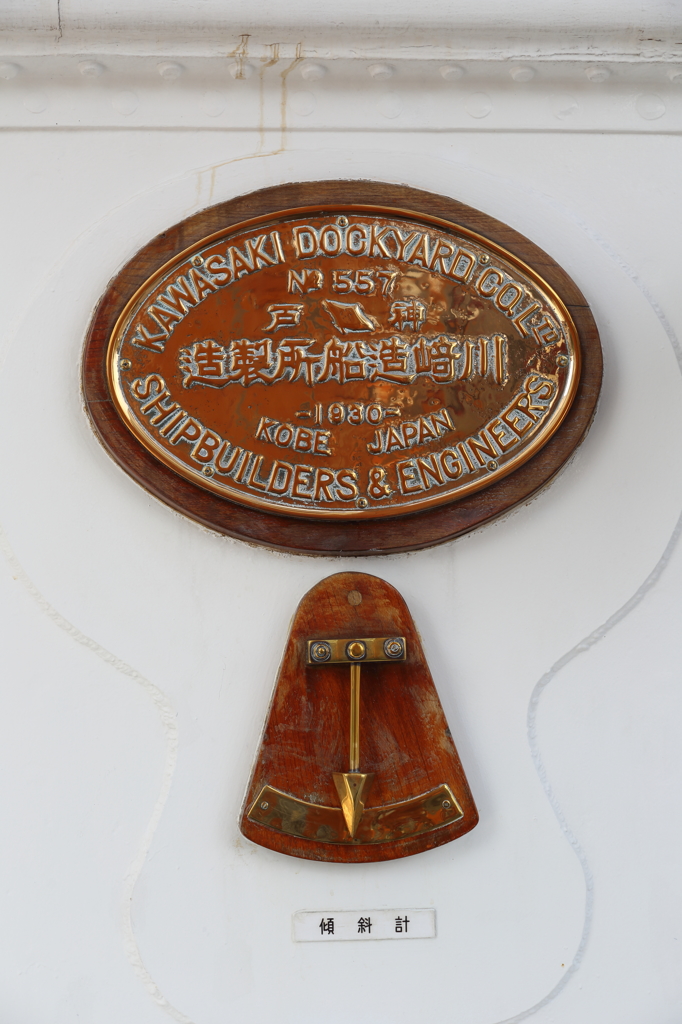 KAWASAKI DOCKYARD CO. LTD
No 557
戸 神
造製所船造﨑川
-1930-
KOBE JAPAN
SHIPBUILDERS & ENGINEERS
傾斜計